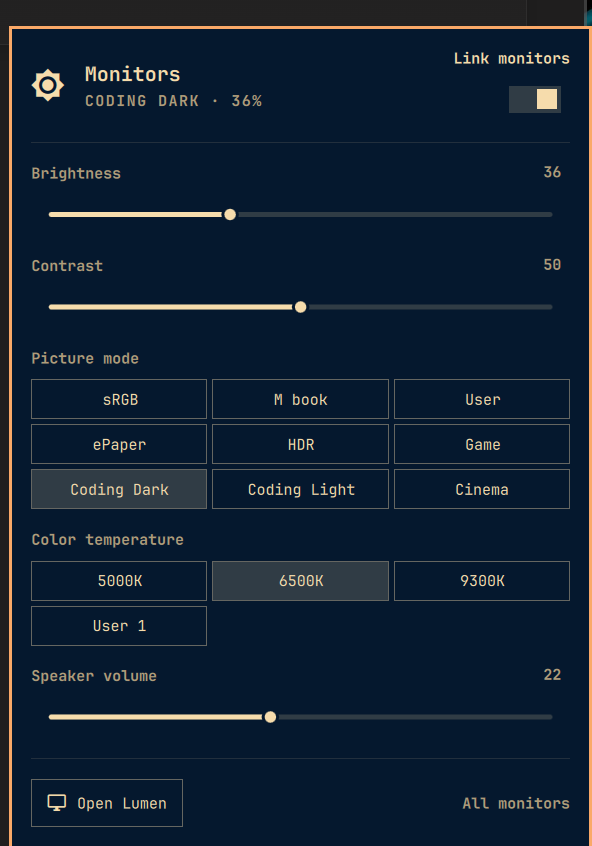 Link monitors
Monitors
CODING DARK · 36%
Brightness 36
Contrast 50
Picture mode
sRGB M book User
ePaper HDR Game
Coding Dark Coding Light Cinema
Color temperature
5000K 6500K 9300K
User 1
Speaker volume 22
Open Lumen All monitors